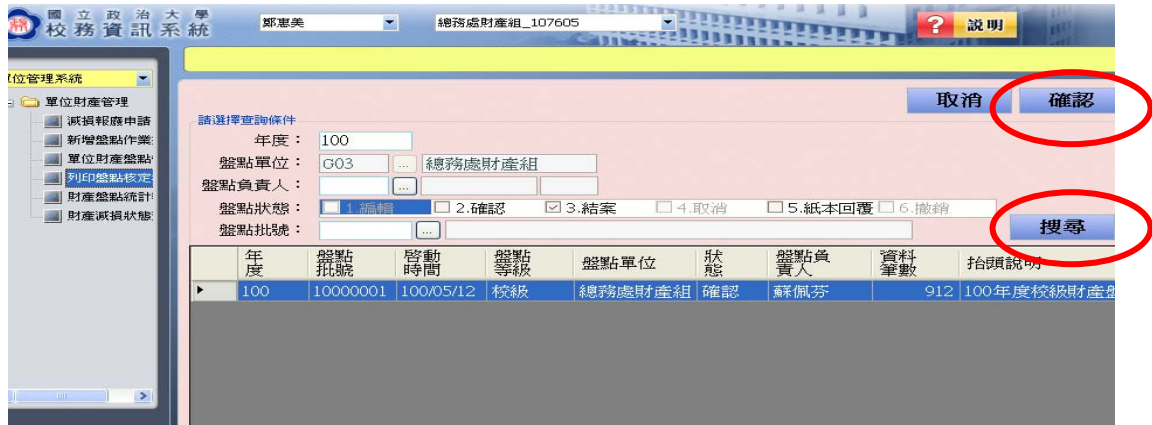 國立政治大學
校務資訊系統
鄭惠美
總務處財產組_107605
? 說明
單位管理系統
單位財產管理
減損報廢申請
新增盤點作業
單位財產盤點
列印盤點核定
財產盤點統計
財產減損狀態
取消
確認
請選擇查詢條件
年度： 100
盤點單位： G03 ... 總務處財產組
盤點負責人： ...
盤點狀態： 1.編輯 2.確認 3.結案 4.取消 5.紙本回覆 6.撤銷
盤點批號： ...
搜尋
年度 盤點批號 啓動時間 盤點等級 盤點單位 狀態 盤點負責人 資料筆數 抬頭說明
100 10000001 100/05/12 校級 總務處財產組 確認 蘇佩芬 912 100年度校級財產盤